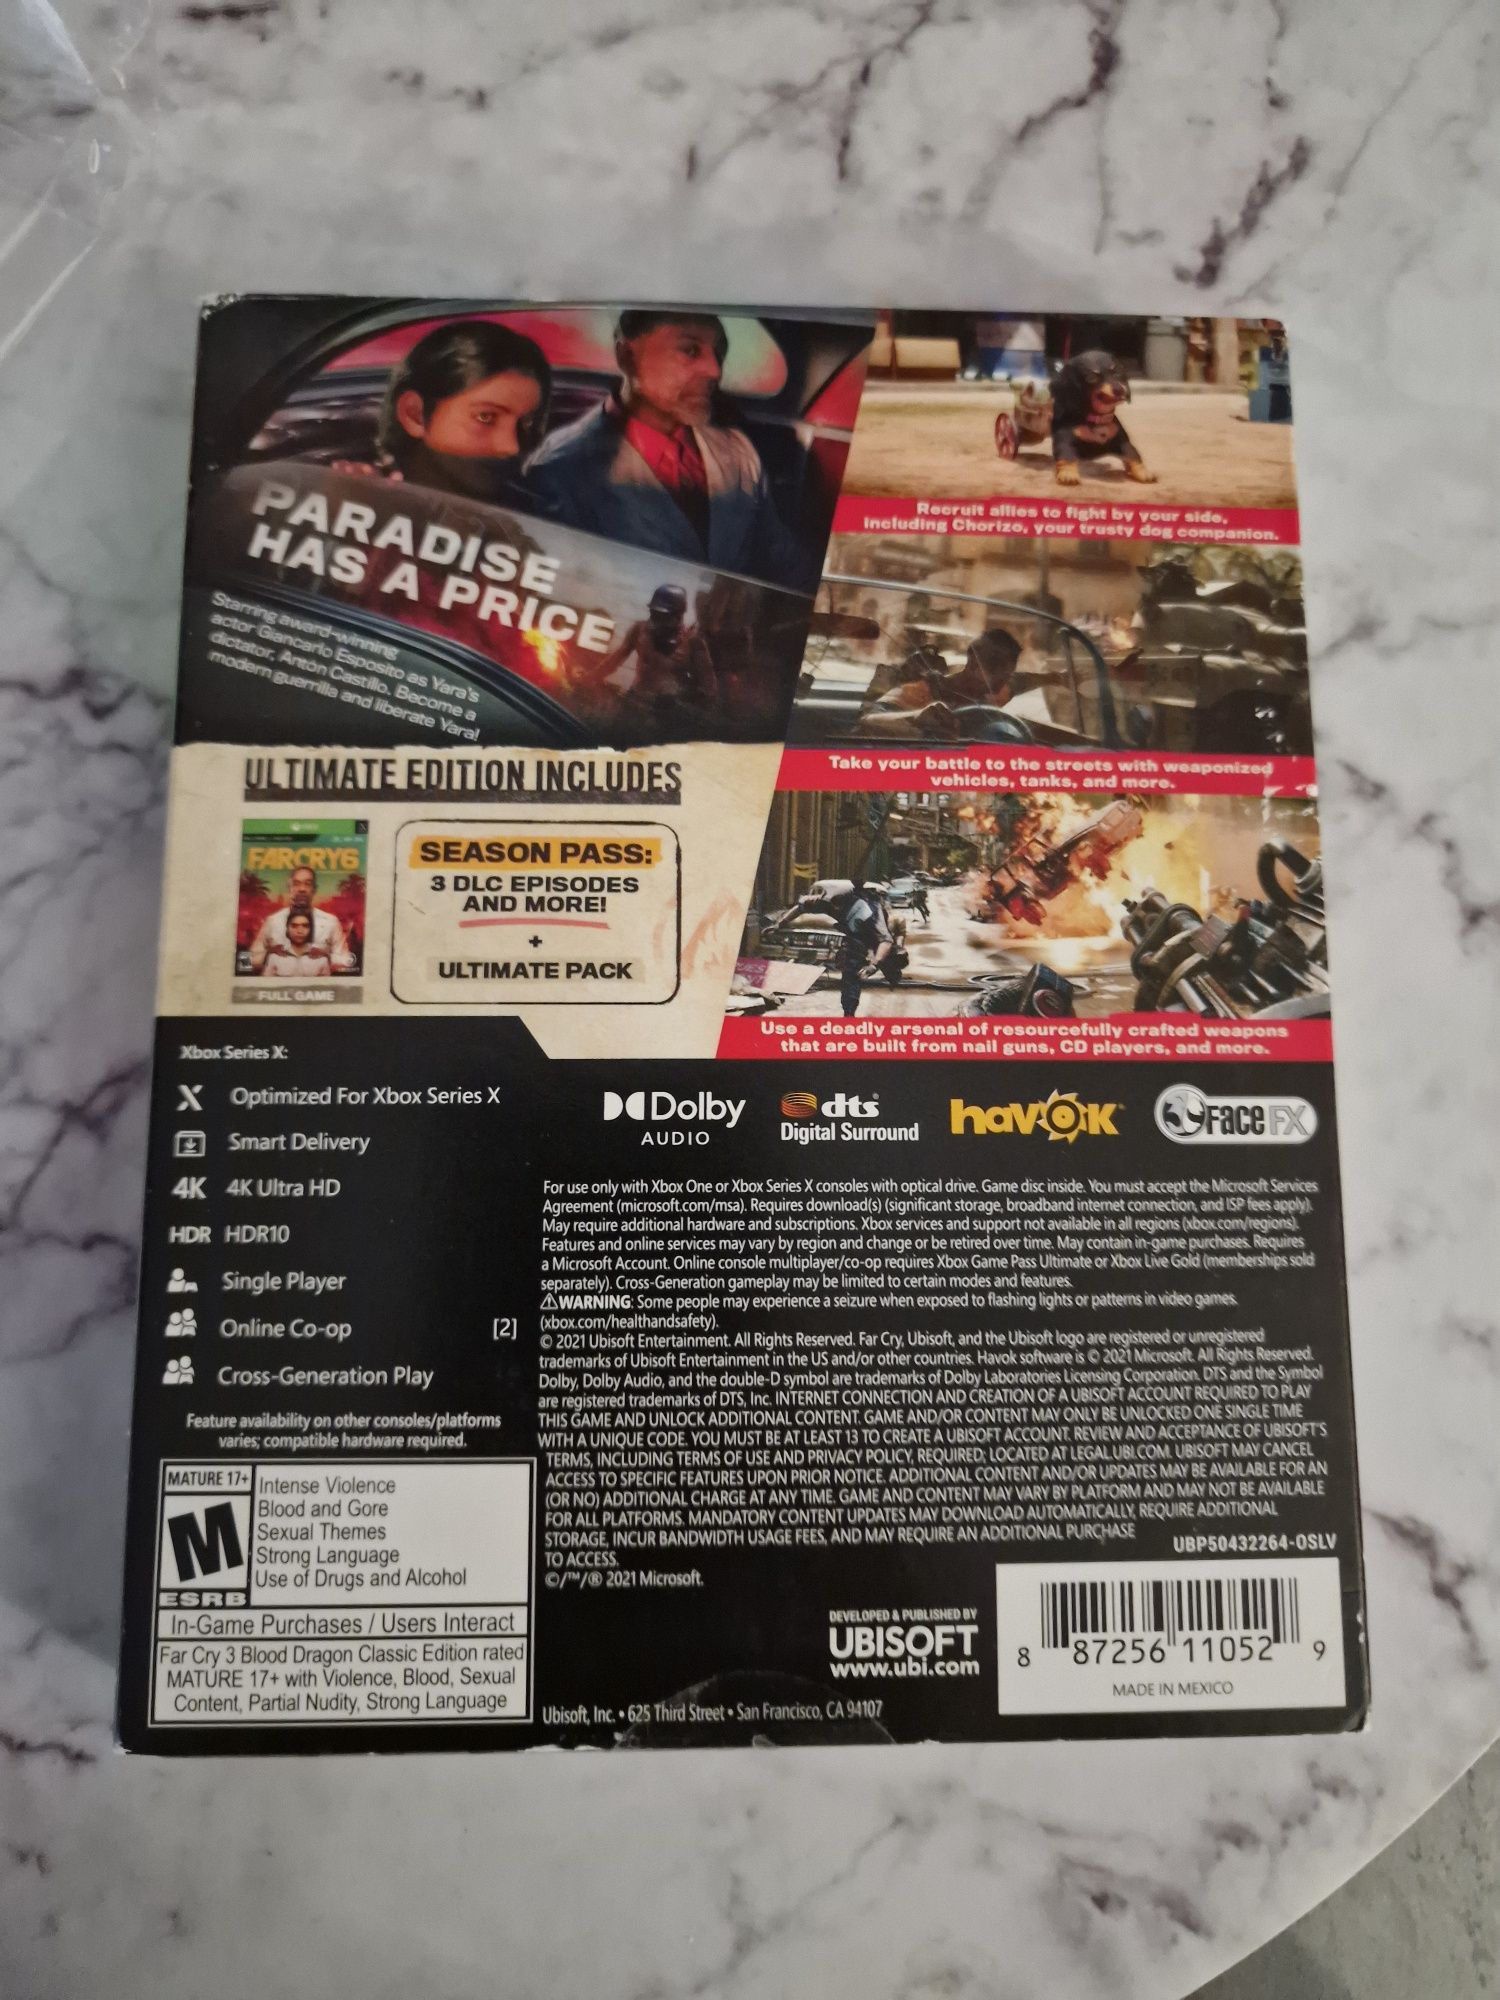 PARADISE
HAS A PRICE
Starring award-winning
actor Giancarlo Esposito as Yara's
dictator, Antón Castillo. Become a
modern guerrilla and liberate Yara!
Recruit allies to fight by your side,
including Chorizo, your trusty dog companion.
Take your battle to the streets with weaponized
vehicles, tanks, and more.
Use a deadly arsenal of resourcefully crafted weapons
that are built from nail guns, CD players, and more.
ULTIMATE EDITION INCLUDES
FARCRY6
FULL GAME
SEASON PASS:
3 DLC EPISODES
AND MORE!
+
ULTIMATE PACK
Xbox Series X:
X Optimized For Xbox Series X
Smart Delivery
4K 4K Ultra HD
HDR HDR10
Single Player
Online Co-op [2]
Cross-Generation Play
Feature availability on other consoles/platforms
varies; compatible hardware required.
Dolby
AUDIO
dts
Digital Surround
havok
FaceFX
For use only with Xbox One or Xbox Series X consoles with optical drive. Game disc inside. You must accept the Microsoft Services
Agreement (microsoft.com/msa). Requires download(s) (significant storage, broadband internet connection, and ISP fees apply).
May require additional hardware and subscriptions. Xbox services and support not available in all regions (xbox.com/regions).
Features and online services may vary by region and change or be retired over time. May contain in-game purchases. Requires
a Microsoft Account. Online console multiplayer/co-op requires Xbox Game Pass Ultimate or Xbox Live Gold (memberships sold
separately). Cross-Generation gameplay may be limited to certain modes and features.
⚠WARNING: Some people may experience a seizure when exposed to flashing lights or patterns in video games.
(xbox.com/healthandsafety).
© 2021 Ubisoft Entertainment. All Rights Reserved. Far Cry, Ubisoft, and the Ubisoft logo are registered or unregistered
trademarks of Ubisoft Entertainment in the US and/or other countries. Havok software is © 2021 Microsoft. All Rights Reserved.
Dolby, Dolby Audio, and the double-D symbol are trademarks of Dolby Laboratories Licensing Corporation. DTS and the Symbol
are registered trademarks of DTS, Inc. INTERNET CONNECTION AND CREATION OF A UBISOFT ACCOUNT REQUIRED TO PLAY
THIS GAME AND UNLOCK ADDITIONAL CONTENT. GAME AND/OR CONTENT MAY ONLY BE UNLOCKED ONE SINGLE TIME
WITH A UNIQUE CODE. YOU MUST BE AT LEAST 13 TO CREATE A UBISOFT ACCOUNT. REVIEW AND ACCEPTANCE OF UBISOFT'S
TERMS, INCLUDING TERMS OF USE AND PRIVACY POLICY, REQUIRED; LOCATED AT LEGAL.UBI.COM. UBISOFT MAY CANCEL
ACCESS TO SPECIFIC FEATURES UPON PRIOR NOTICE. ADDITIONAL CONTENT AND/OR UPDATES MAY BE AVAILABLE FOR AN
(OR NO) ADDITIONAL CHARGE AT ANY TIME. GAME AND CONTENT MAY VARY BY PLATFORM AND MAY NOT BE AVAILABLE
FOR ALL PLATFORMS. MANDATORY CONTENT UPDATES MAY DOWNLOAD AUTOMATICALLY, REQUIRE ADDITIONAL
STORAGE, INCUR BANDWIDTH USAGE FEES, AND MAY REQUIRE AN ADDITIONAL PURCHASE
TO ACCESS.
©/™/® 2021 Microsoft.
UBP50432264-0SLV
MATURE 17+
M
ESRB
Intense Violence
Blood and Gore
Sexual Themes
Strong Language
Use of Drugs and Alcohol
In-Game Purchases / Users Interact
Far Cry 3 Blood Dragon Classic Edition rated
MATURE 17+ with Violence, Blood, Sexual
Content, Partial Nudity, Strong Language
DEVELOPED & PUBLISHED BY
UBISOFT
www.ubi.com
Ubisoft, Inc. • 625 Third Street • San Francisco, CA 94107
8 87256 11052 9
MADE IN MEXICO